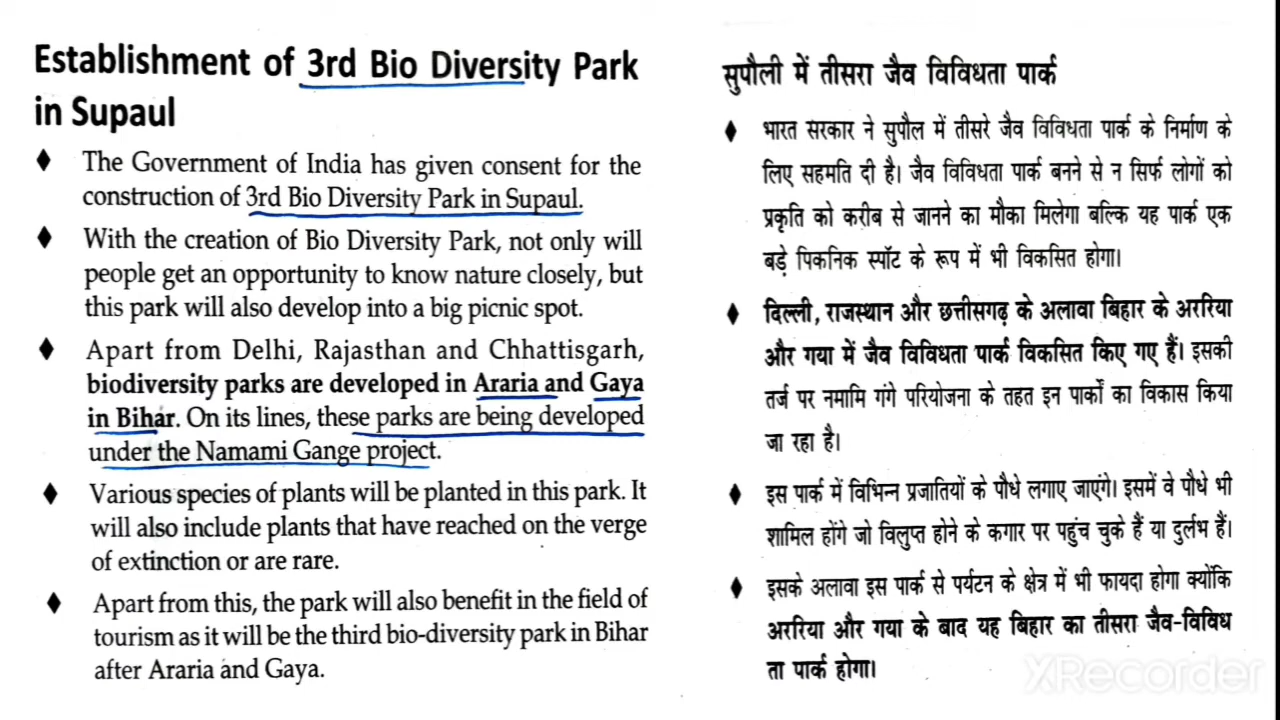 Establishment of 3rd Bio Diversity Park
in Supaul
♦ The Government of India has given consent for the
construction of 3rd Bio Diversity Park in Supaul.
♦ With the creation of Bio Diversity Park, not only will
people get an opportunity to know nature closely, but
this park will also develop into a big picnic spot.
♦ Apart from Delhi, Rajasthan and Chhattisgarh,
biodiversity parks are developed in Araria and Gaya
in Bihar. On its lines, these parks are being developed
under the Namami Gange project.
♦ Various species of plants will be planted in this park. It
will also include plants that have reached on the verge
of extinction or are rare.
♦ Apart from this, the park will also benefit in the field of
tourism as it will be the third bio-diversity park in Bihar
after Araria and Gaya.
सुपौली में तीसरा जैव विविधता पार्क
♦ भारत सरकार ने सुपौल में तीसरे जैव विविधता पार्क के निर्माण के
लिए सहमति दी है। जैव विविधता पार्क बनने से न सिर्फ लोगों को
प्रकृति को करीब से जानने का मौका मिलेगा बल्कि यह पार्क एक
बड़े पिकनिक स्पॉट के रूप में भी विकसित होगा।
♦ दिल्ली, राजस्थान और छत्तीसगढ़ के अलावा बिहार के अररिया
और गया में जैव विविधता पार्क विकसित किए गए हैं। इसकी
तर्ज पर नमामि गंगे परियोजना के तहत इन पार्कों का विकास किया
जा रहा है।
♦ इस पार्क में विभिन्न प्रजातियों के पौधे लगाए जाएंगे। इसमें वे पौधे भी
शामिल होंगे जो विलुप्त होने के कगार पर पहुंच चुके हैं या दुर्लभ हैं।
♦ इसके अलावा इस पार्क से पर्यटन के क्षेत्र में भी फायदा होगा क्योंकि
अररिया और गया के बाद यह बिहार का तीसरा जैव-विविध
ता पार्क होगा।
XRecorder